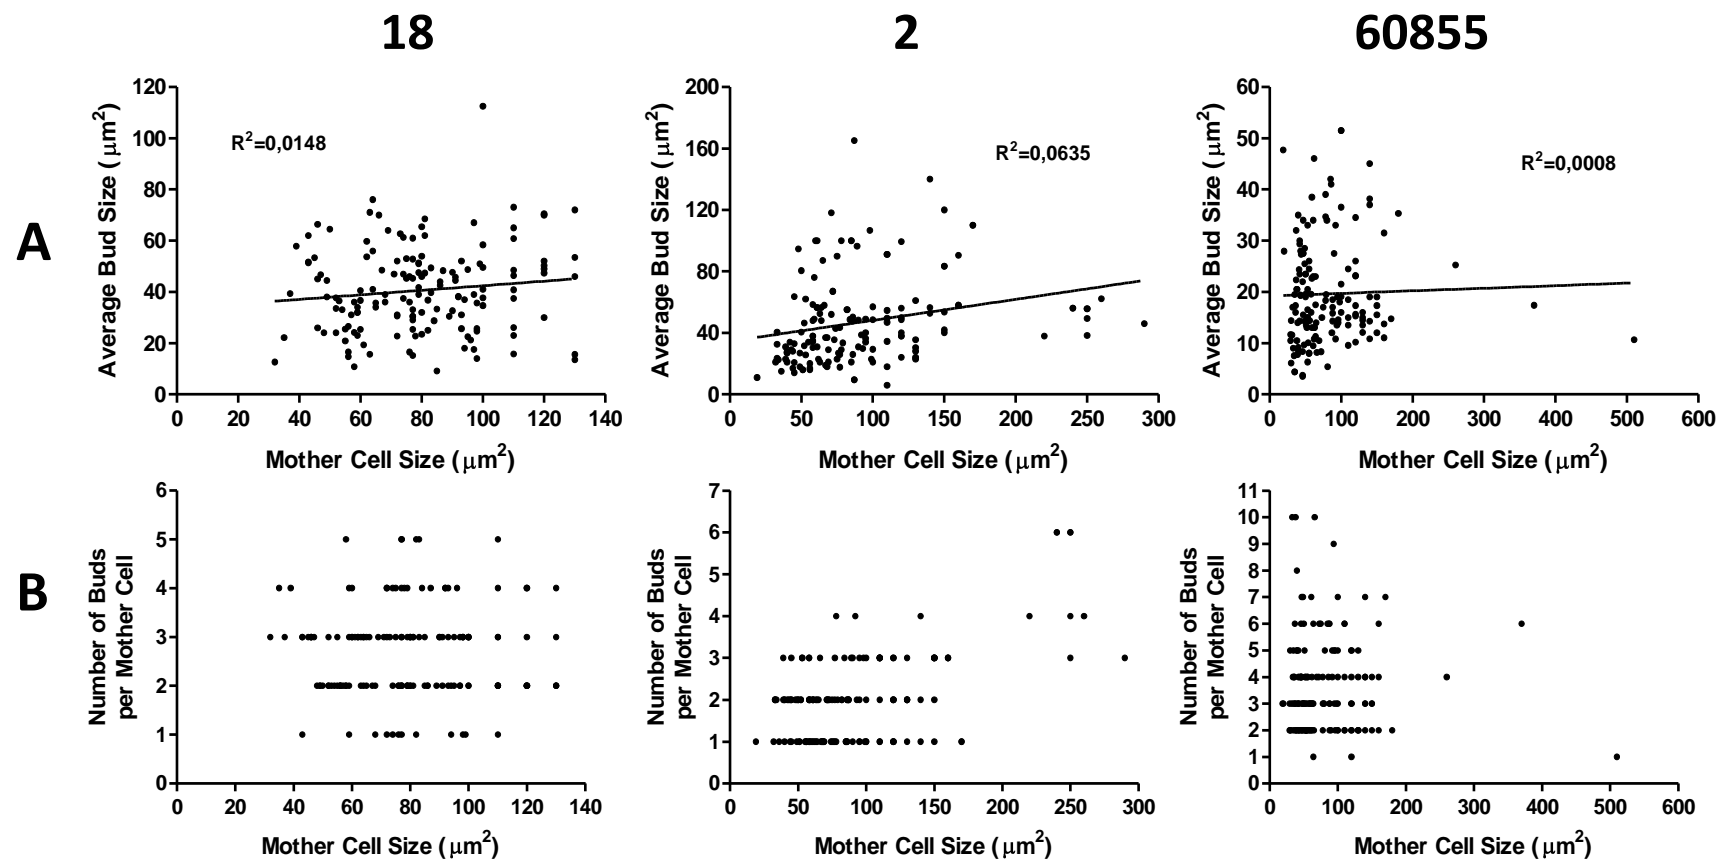 18
2
60855
A
Average Bud Size (μm²)
120
100
80
60
40
20
0
R²=0,0148
0 20 40 60 80 100 120 140
Mother Cell Size (μm²)
Average Bud Size (μm²)
200
160
120
80
40
0
R²=0,0635
0 50 100 150 200 250 300
Mother Cell Size (μm²)
Average Bud Size (μm²)
60
50
40
30
20
10
0
R²=0,0008
0 100 200 300 400 500 600
Mother Cell Size (μm²)
B
Number of Buds
per Mother Cell
6
5
4
3
2
1
0
0 20 40 60 80 100 120 140
Mother Cell Size (μm²)
Number of Buds
per Mother Cell
7
6
5
4
3
2
1
0
0 50 100 150 200 250 300
Mother Cell Size (μm²)
Number of Buds
per Mother Cell
11
10
9
8
7
6
5
4
3
2
1
0
0 100 200 300 400 500 600
Mother Cell Size (μm²)